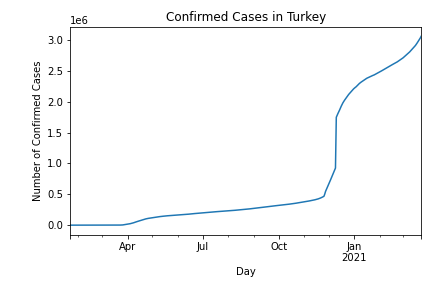 Confirmed Cases in Turkey
1e6
3.0
2.5
2.0
1.5
1.0
0.5
0.0
Number of Confirmed Cases
Apr Jul Oct Jan
2021
Day